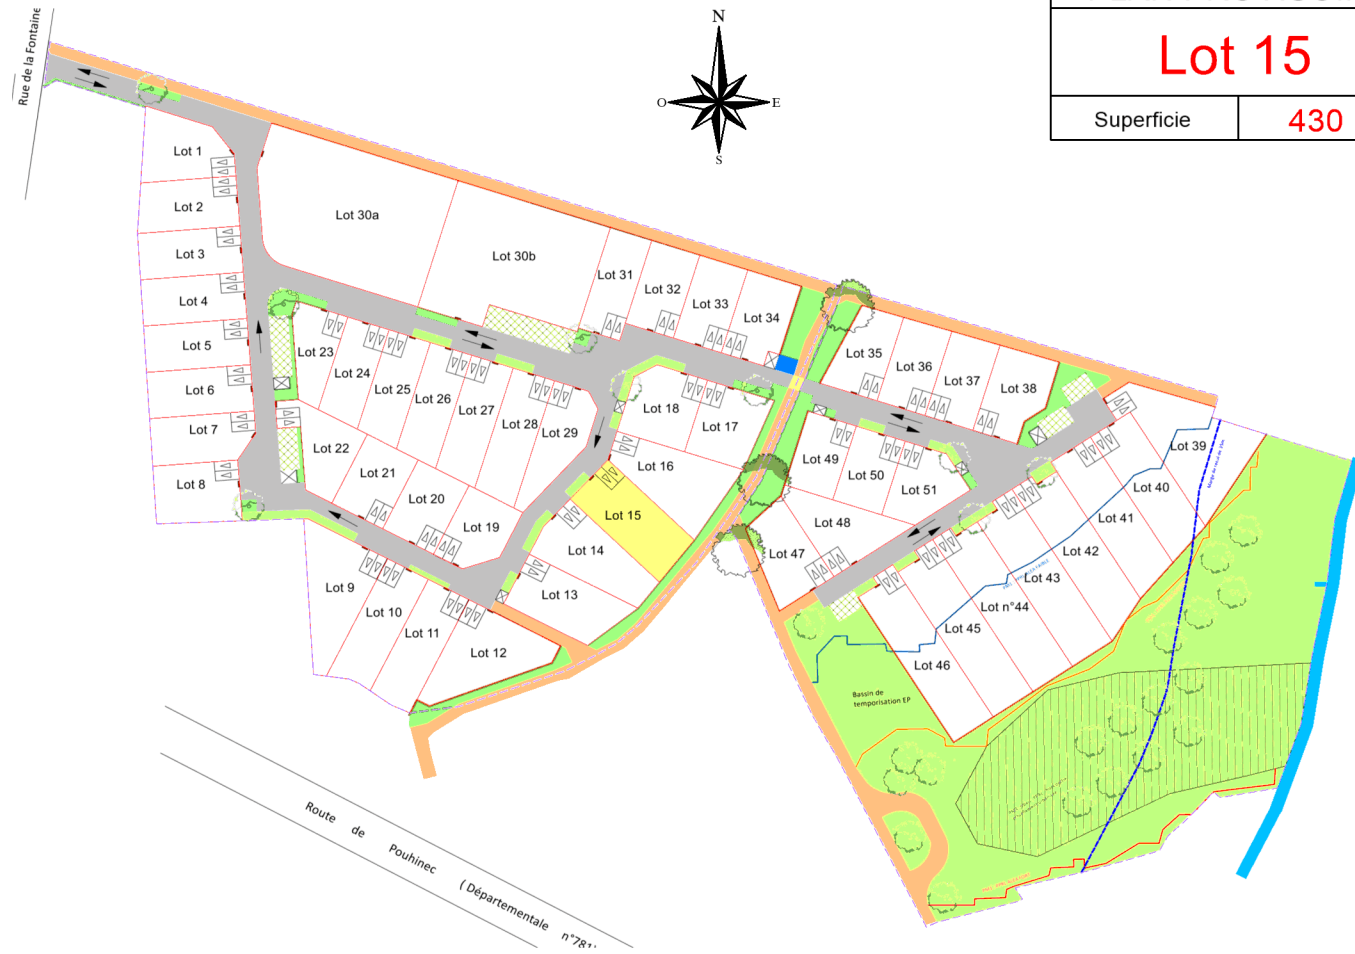 Lot 15
Superficie 430
N
O E
S
Rue de la Fontaine
Lot 1
Lot 2
Lot 3
Lot 4
Lot 5
Lot 6
Lot 7
Lot 8
Lot 30a
Lot 30b
Lot 31
Lot 32
Lot 33
Lot 34
Lot 35
Lot 36
Lot 37
Lot 38
Lot 39
Lot 40
Lot 41
Lot 42
Lot 43
Lot n°44
Lot 45
Lot 46
Lot 23
Lot 24
Lot 25
Lot 26
Lot 27
Lot 28
Lot 29
Lot 22
Lot 21
Lot 20
Lot 19
Lot 18
Lot 17
Lot 16
Lot 15
Lot 14
Lot 13
Lot 49
Lot 50
Lot 51
Lot 48
Lot 47
Lot 9
Lot 10
Lot 11
Lot 12
Bassin de
temporisation EP
Route de Pouhinec (Départementale n°781